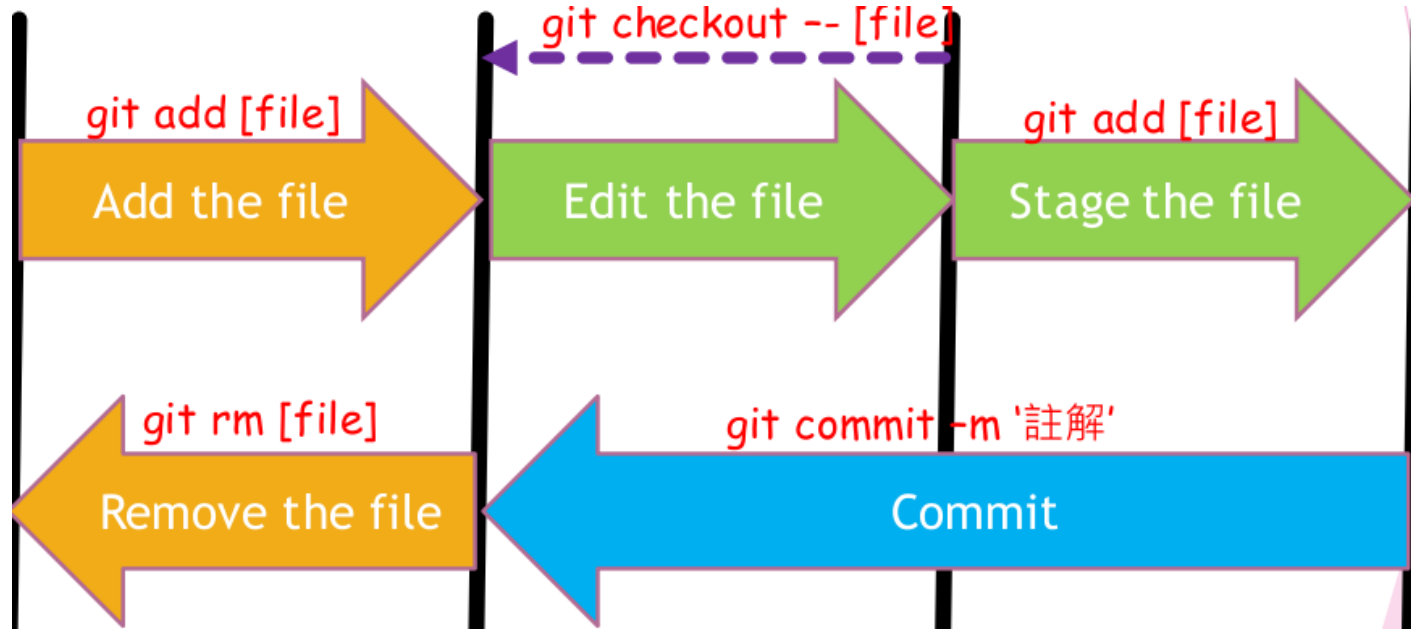 git checkout -- [file]
git add [file]
git add [file]
Add the file
Edit the file
Stage the file
git rm [file]
git commit -m '註解'
Remove the file
Commit